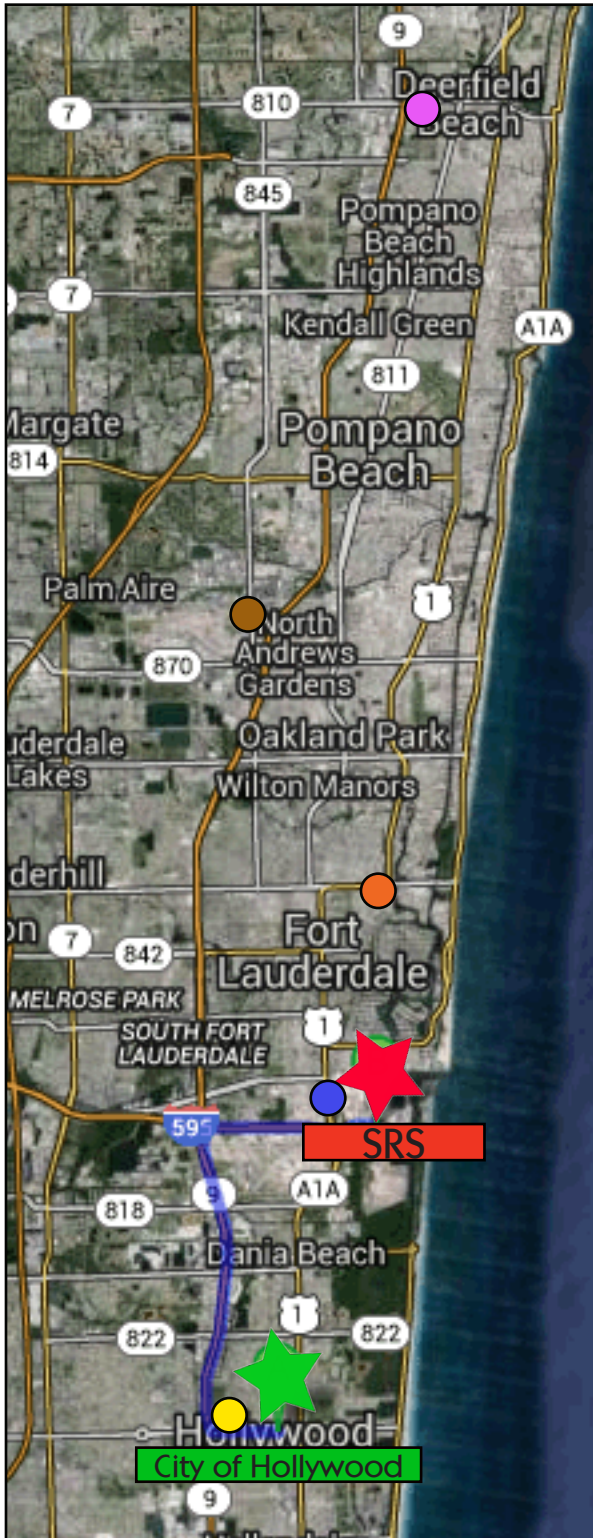 9
Deerfield
Beach
7
810
845
Pompano
Beach
Highlands
7
Kendall Green
A1A
811
Margate
Pompano
Beach
814
Palm Aire
1
North
Andrews
Gardens
870
Oakland Park
uderdale
Lakes
Wilton Manors
derhill
on
7
842
Fort
Lauderdale
MELROSE PARK
SOUTH FORT
LAUDERDALE
1
595
SRS
9
A1A
818
Dania Beach
1
822
822
Hollywood
City of Hollywood
9